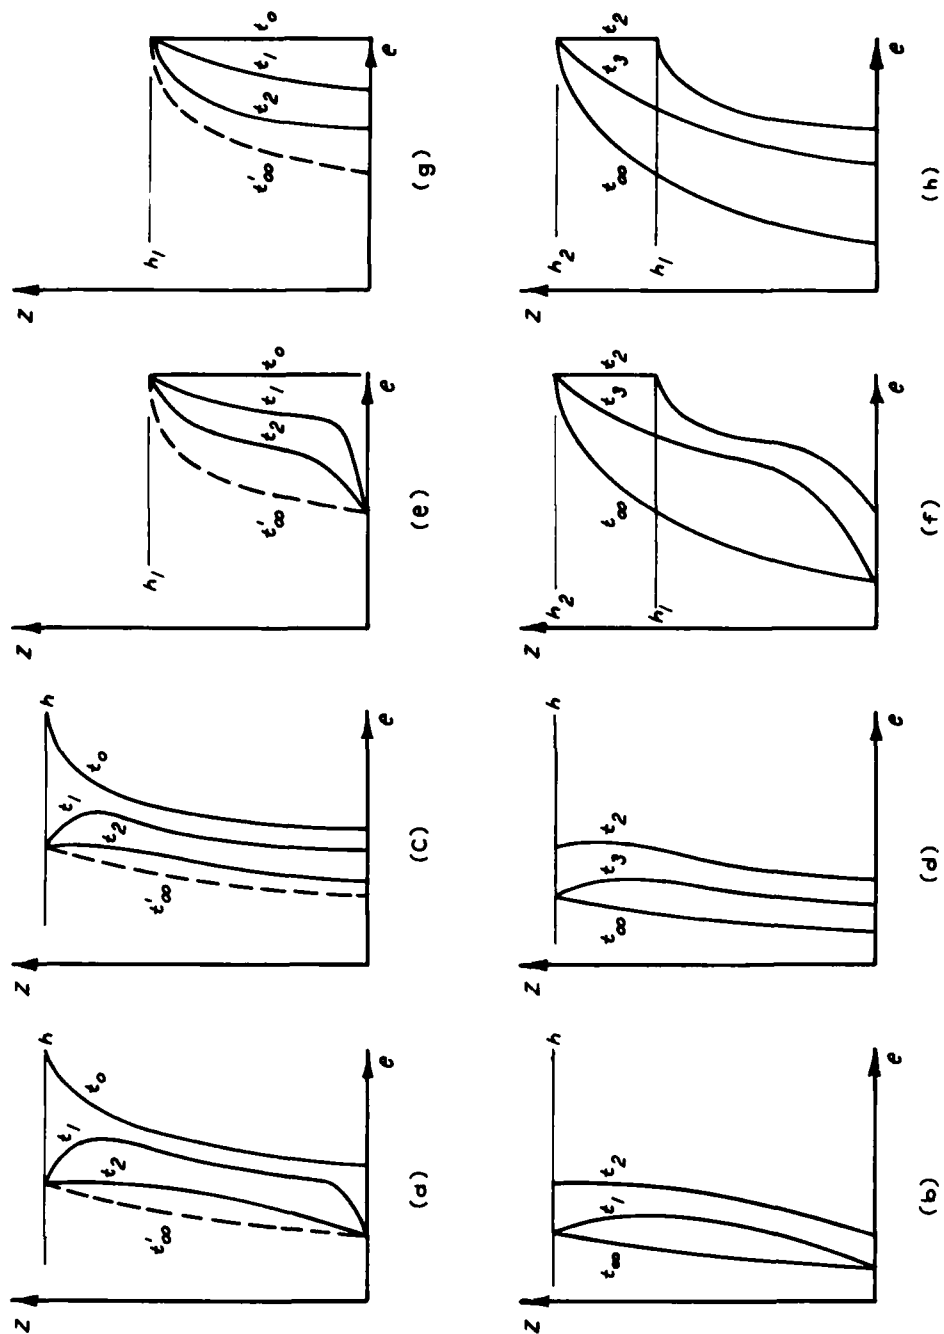 z
h
t₀
t₁
t₂
t'∞
e
(a)
z
h
t₀
t₁
t₂
t'∞
e
(c)
z
h₁
t₀
t₁
t₂
t'∞
e
(e)
z
h₁
t₀
t₁
t₂
t'∞
e
(g)
z
h
t₂
t₁
t∞
e
(b)
z
h
t₂
t₃
t∞
e
(d)
z
h₂
t₂
t₃
t∞
h₁
e
(f)
z
h₂
t₂
t₃
t∞
h₁
e
(h)